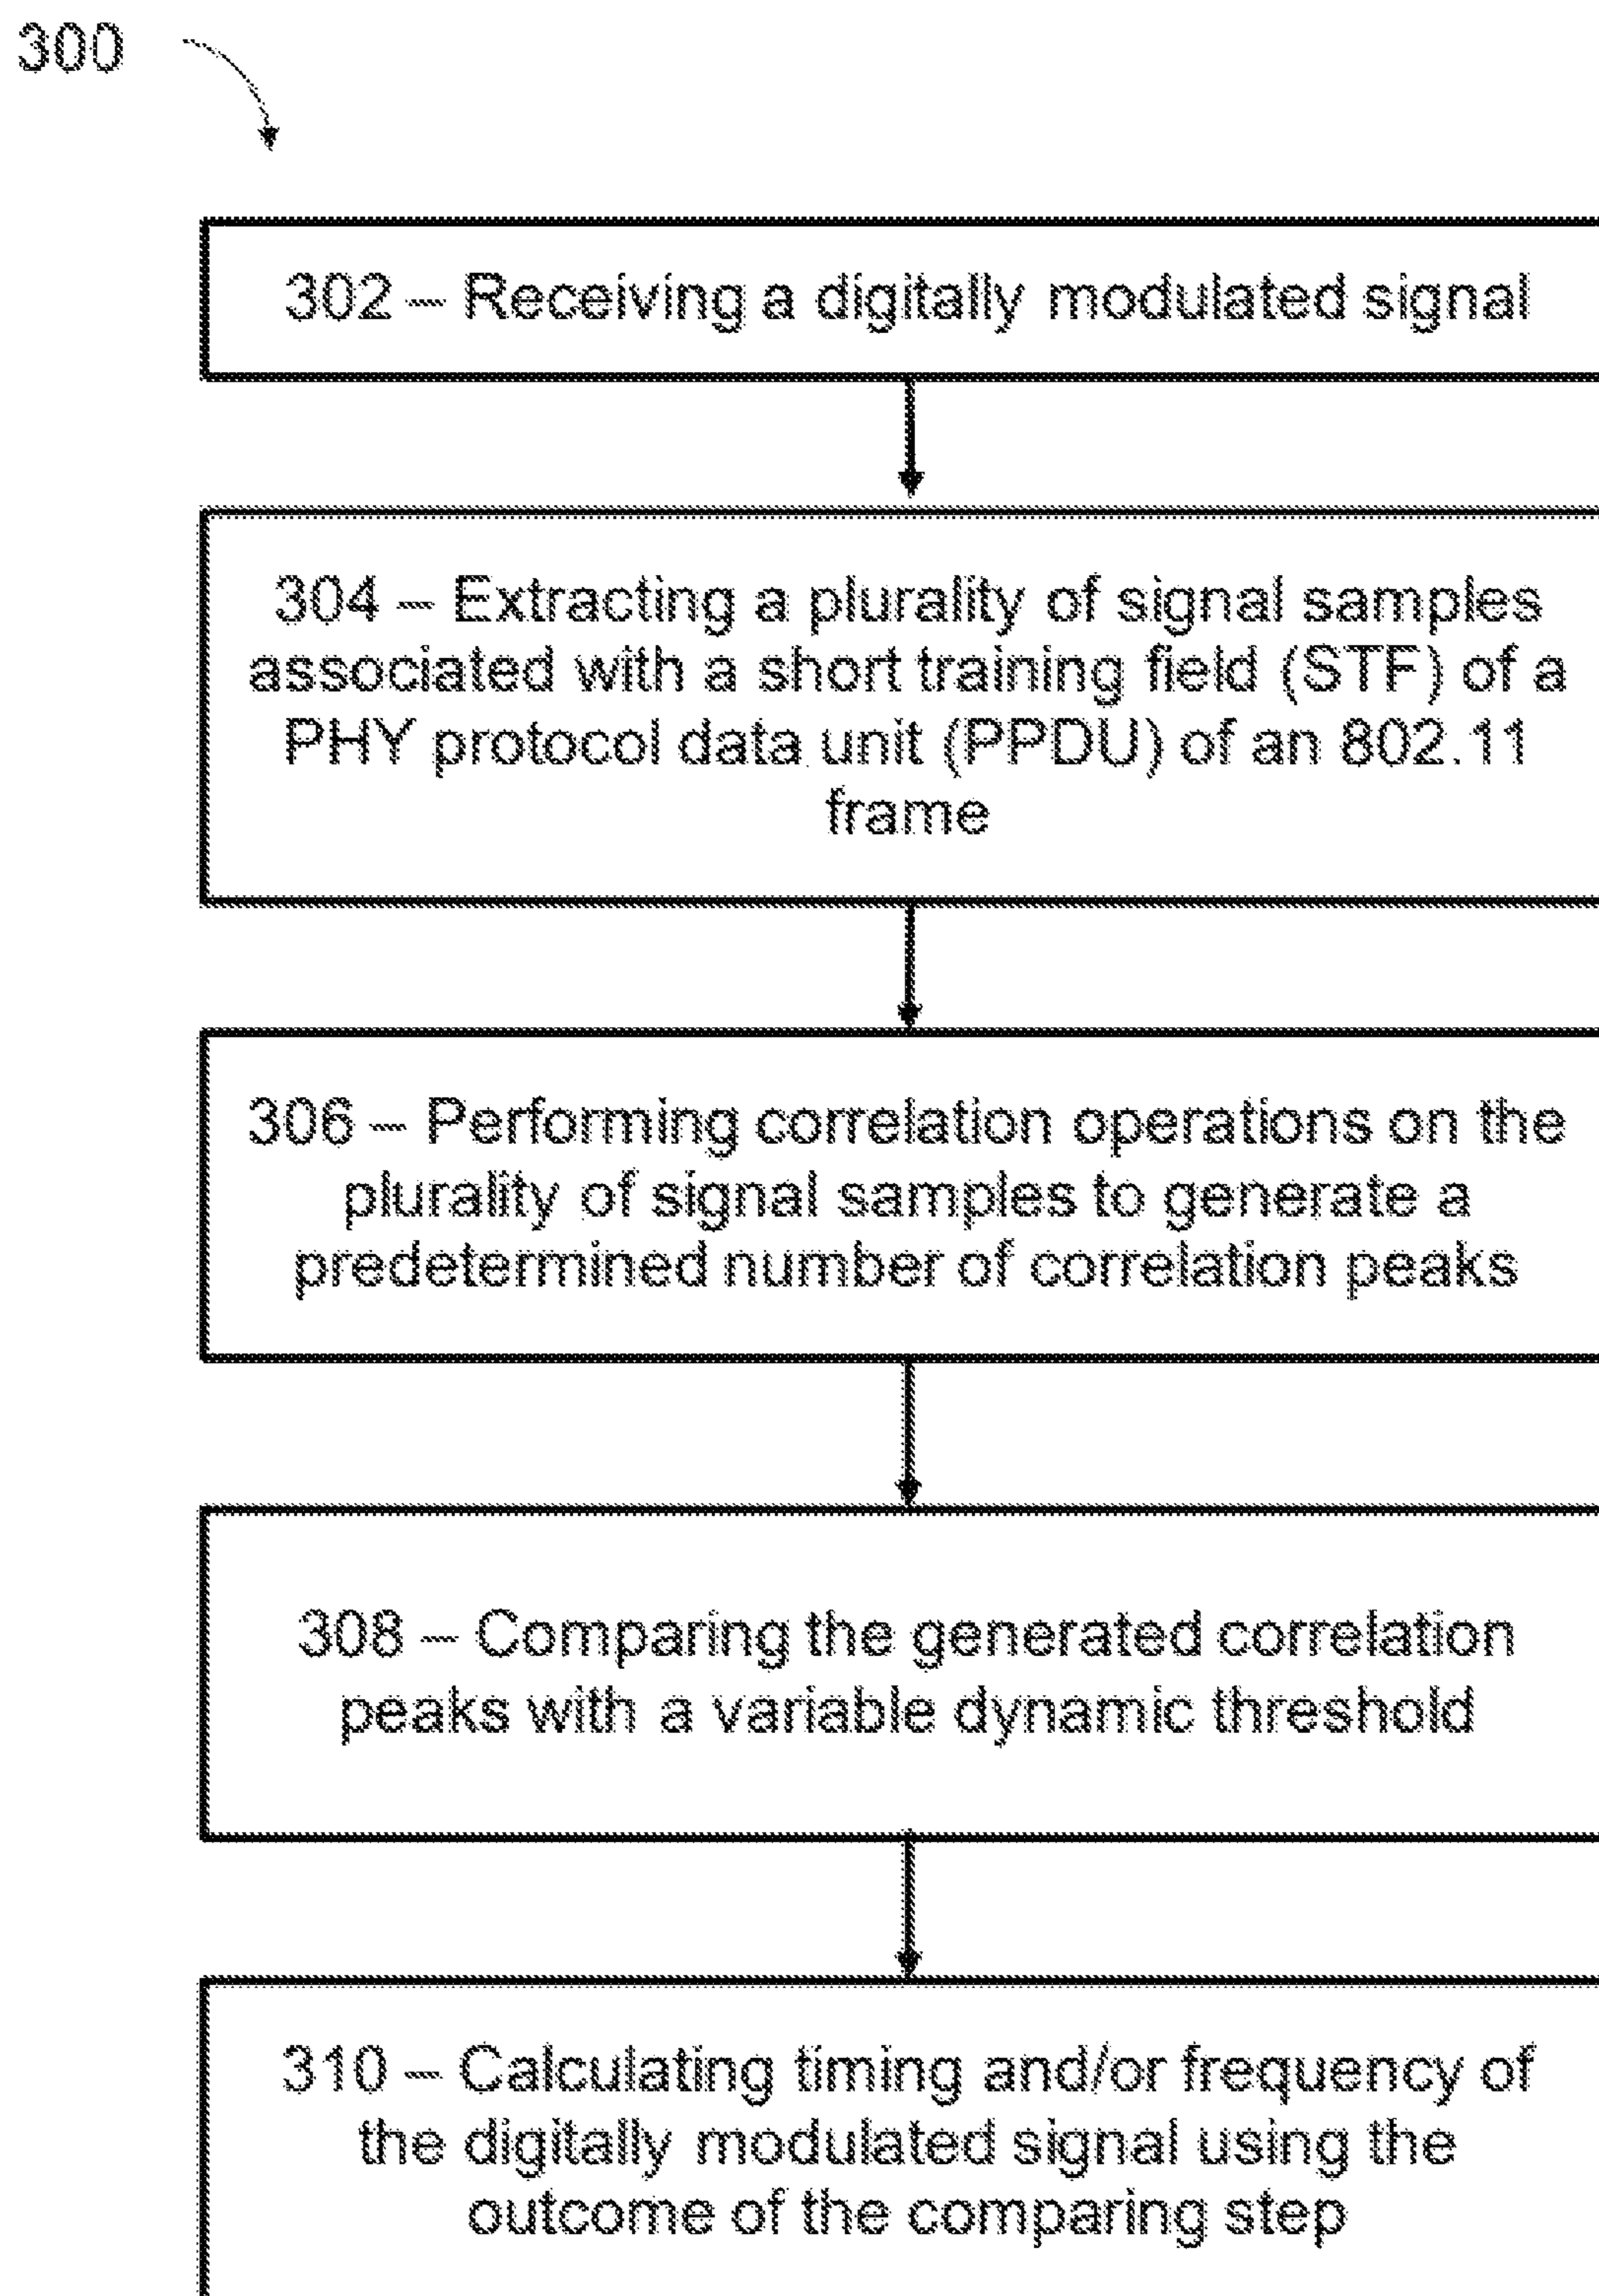 300
302 – Receiving a digitally modulated signal
304 – Extracting a plurality of signal samples
associated with a short training field (STF) of a
PHY protocol data unit (PPDU) of an 802.11
frame
306 – Performing correlation operations on the
plurality of signal samples to generate a
predetermined number of correlation peaks
308 – Comparing the generated correlation
peaks with a variable dynamic threshold
310 – Calculating timing and/or frequency of
the digitally modulated signal using the
outcome of the comparing step